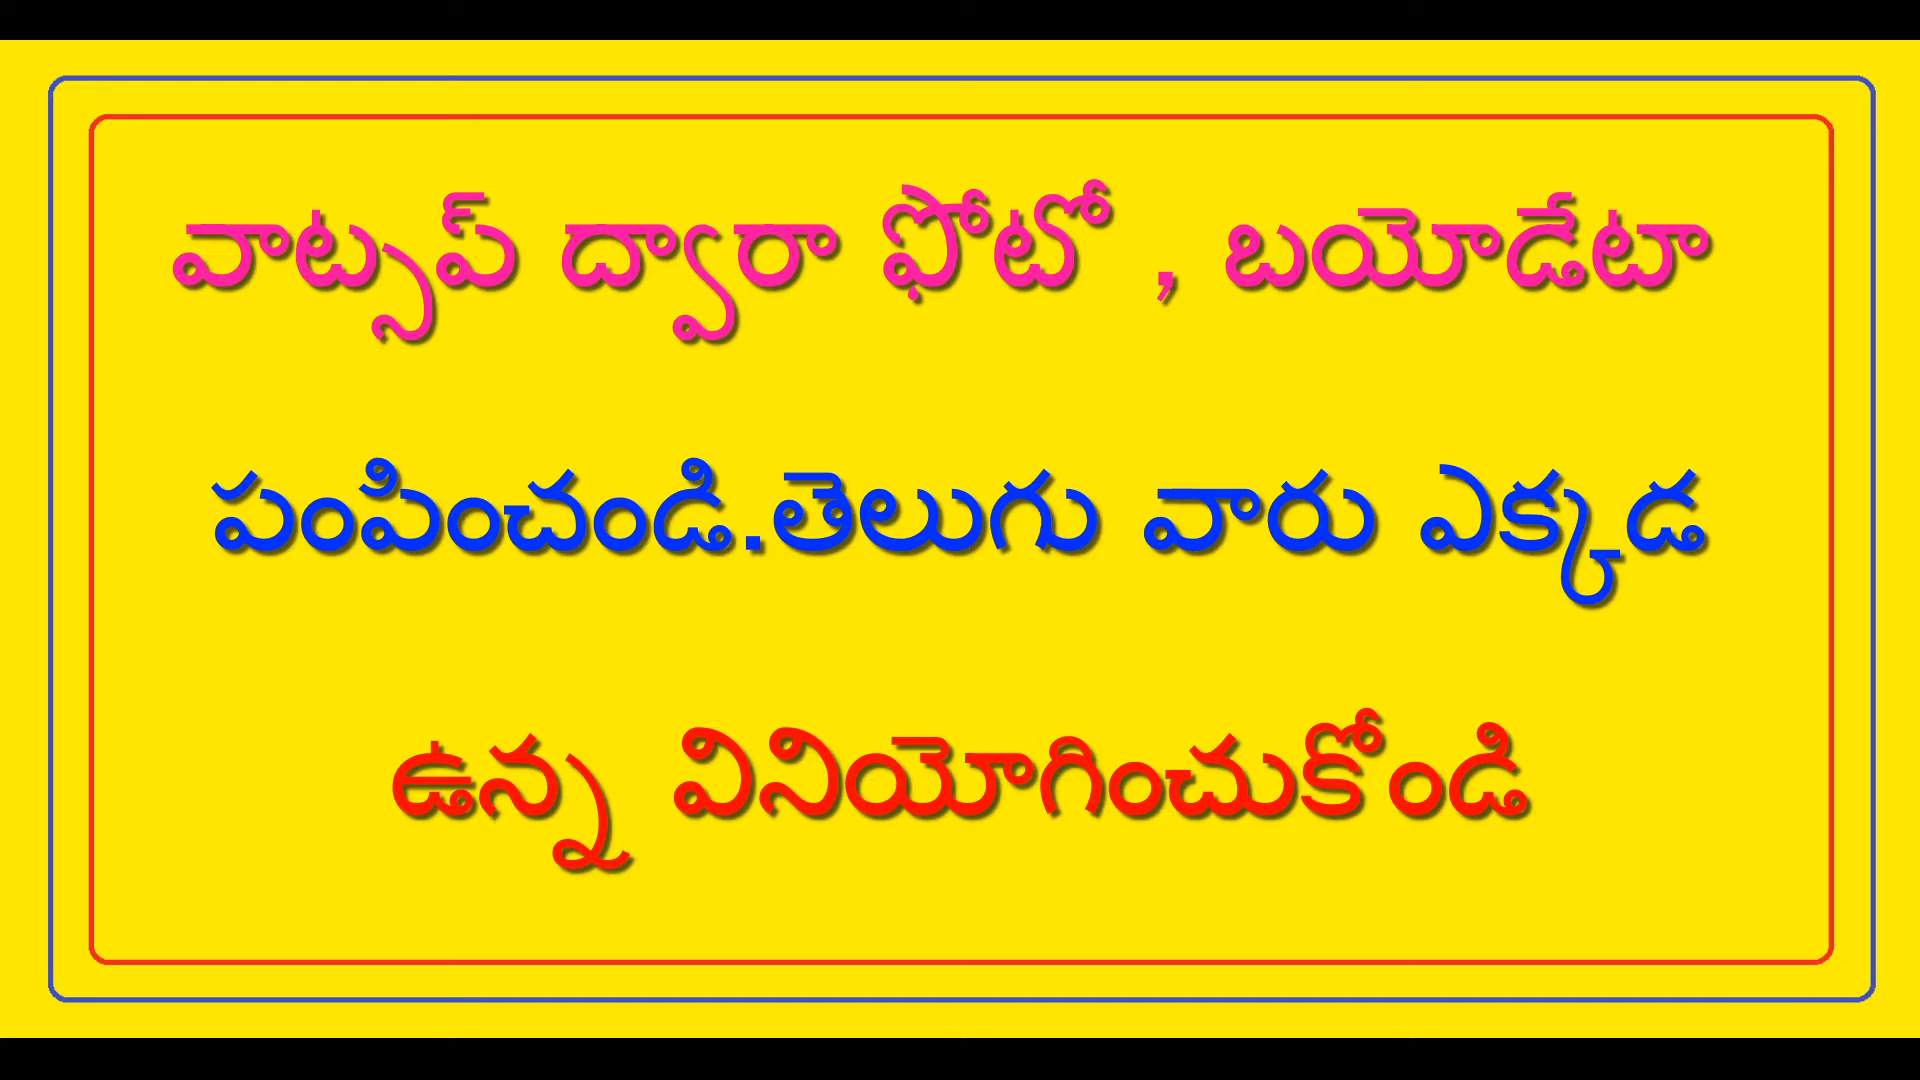 వాట్సప్ ద్వారా ఫోటో , బయోడేటా
పంపించండి.తెలుగు వారు ఎక్కడ
ఉన్న వినియోగించుకోండి